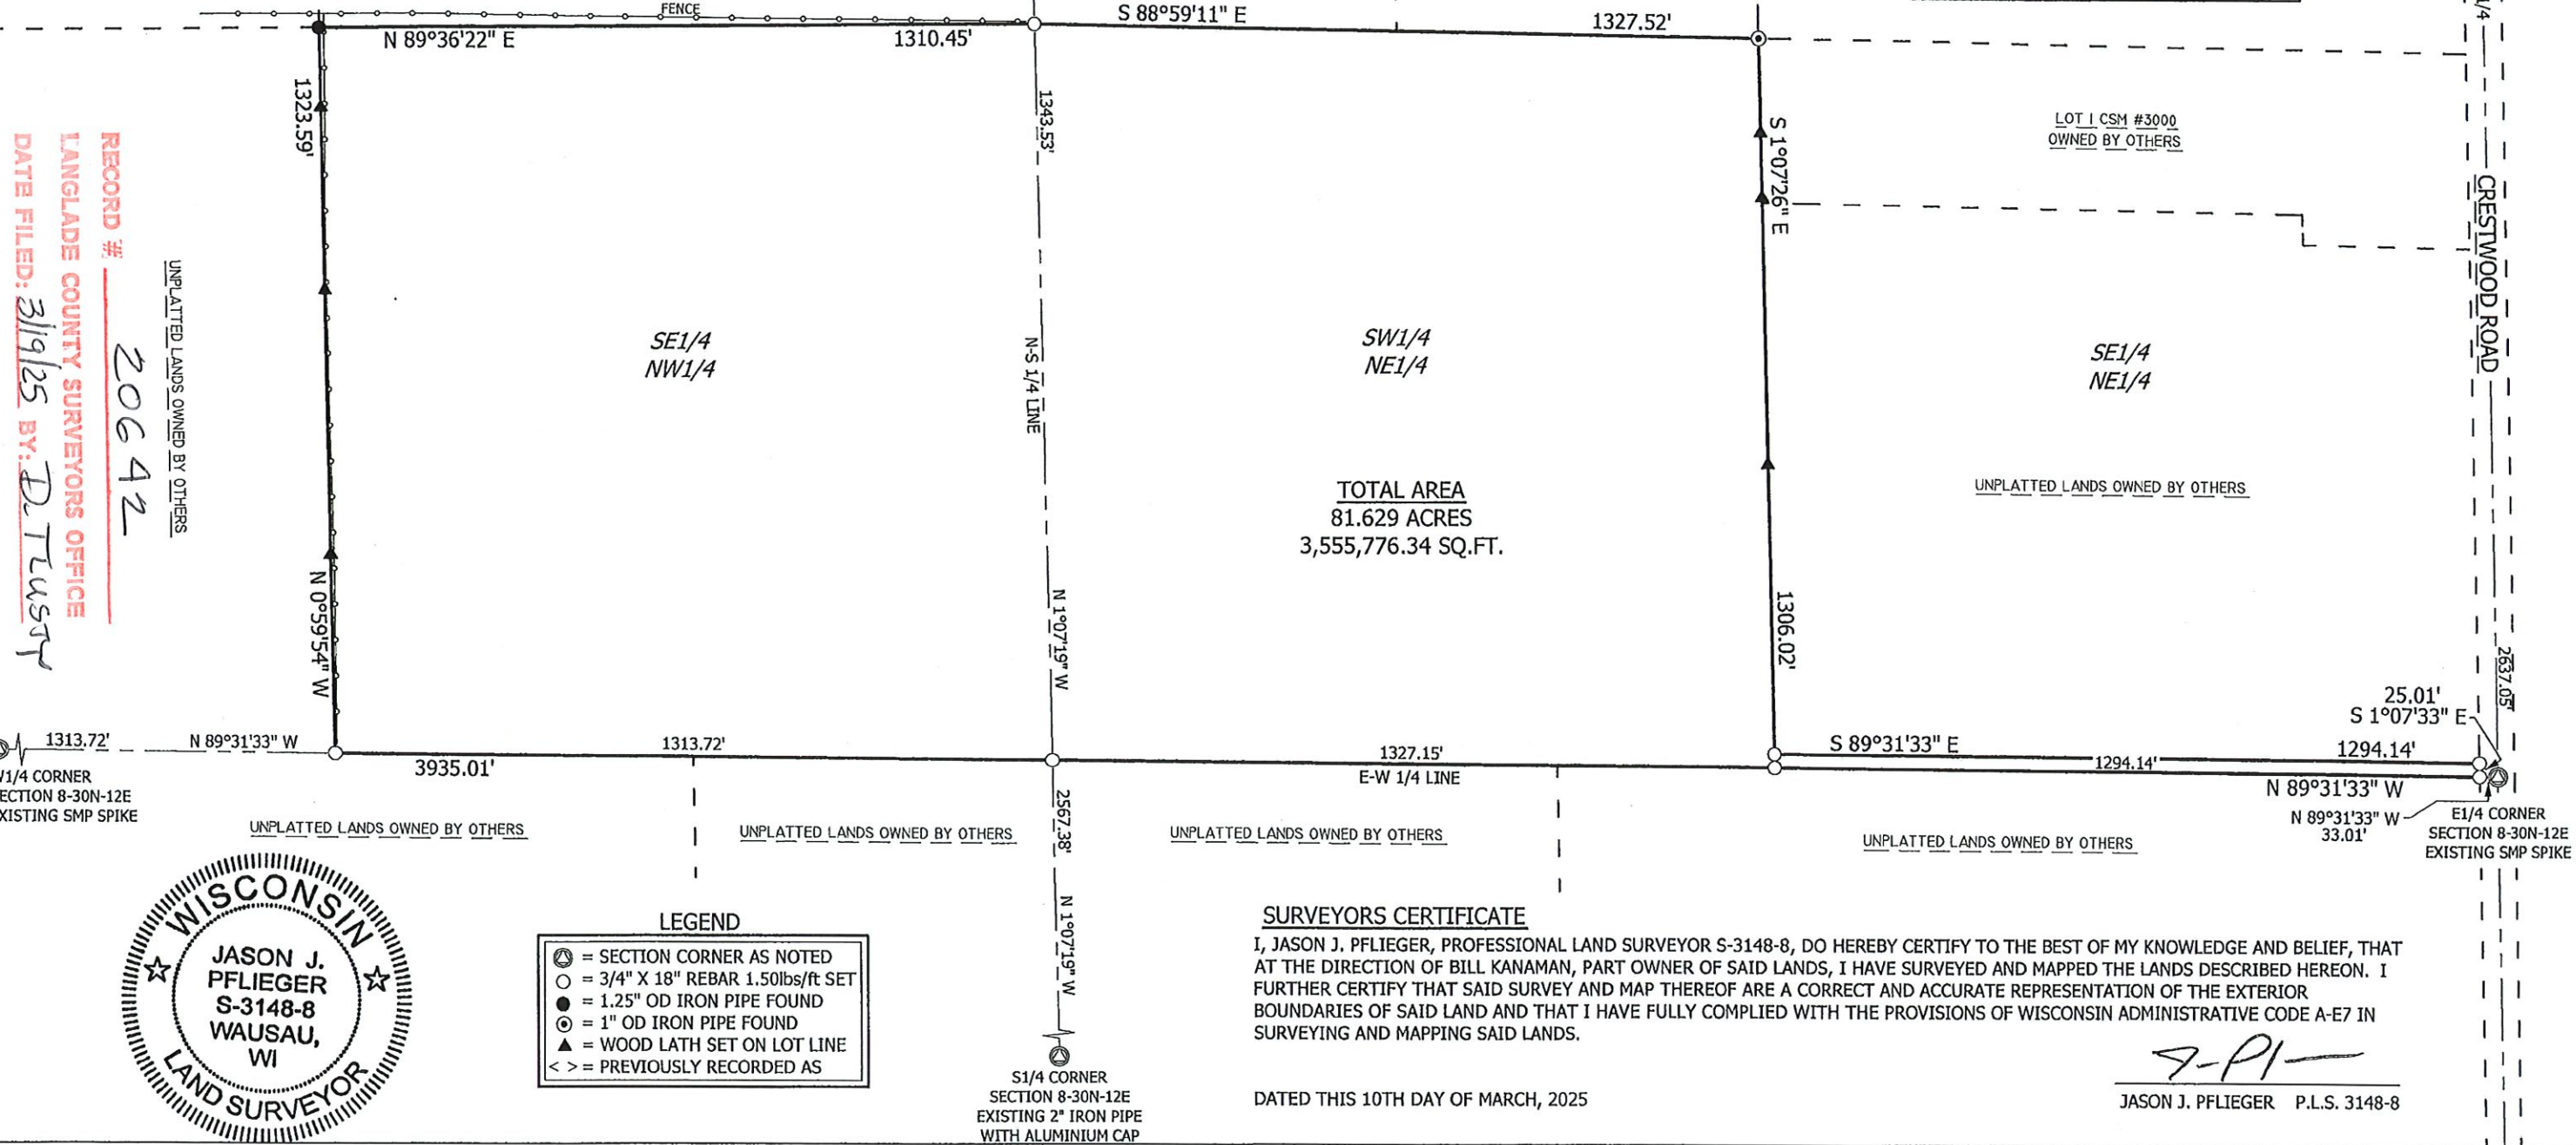 FENCE
N 89°36'22" E
1310.45'
S 88°59'11" E
1327.52'
1/4
1323.59'
1343.53'
S 1°07'26" E
LOT 1 CSM #3000
OWNED BY OTHERS
CRESTWOOD ROAD
RECORD # 20642
LANGLADE COUNTY SURVEYORS OFFICE
DATE FILED: 3/19/25 BY: D TLUSTY
UNPLATTED LANDS OWNED BY OTHERS
SE1/4
NW1/4
N-S 1/4 LINE
SW1/4
NE1/4
SE1/4
NE1/4
TOTAL AREA
81.629 ACRES
3,555,776.34 SQ.FT.
UNPLATTED LANDS OWNED BY OTHERS
N 0°59'54" W
N 1°07'19" W
1306.02'
2637.05'
25.01'
S 1°07'33" E
1313.72'
N 89°31'33" W
1313.72'
3935.01'
1327.15'
E-W 1/4 LINE
S 89°31'33" E
1294.14'
1294.14'
N 89°31'33" W
N 89°31'33" W
33.01'
1/4 CORNER
ECTION 8-30N-12E
XISTING SMP SPIKE
E1/4 CORNER
SECTION 8-30N-12E
EXISTING SMP SPIKE
UNPLATTED LANDS OWNED BY OTHERS
UNPLATTED LANDS OWNED BY OTHERS
2567.38'
UNPLATTED LANDS OWNED BY OTHERS
UNPLATTED LANDS OWNED BY OTHERS
WISCONSIN
JASON J.
PFLIEGER
S-3148-8
WAUSAU,
WI
LAND SURVEYOR
LEGEND
= SECTION CORNER AS NOTED
= 3/4" X 18" REBAR 1.50lbs/ft SET
= 1.25" OD IRON PIPE FOUND
= 1" OD IRON PIPE FOUND
= WOOD LATH SET ON LOT LINE
< > = PREVIOUSLY RECORDED AS
N 1°07'19" W
S1/4 CORNER
SECTION 8-30N-12E
EXISTING 2" IRON PIPE
WITH ALUMINIUM CAP
SURVEYORS CERTIFICATE
I, JASON J. PFLIEGER, PROFESSIONAL LAND SURVEYOR S-3148-8, DO HEREBY CERTIFY TO THE BEST OF MY KNOWLEDGE AND BELIEF, THAT
AT THE DIRECTION OF BILL KANAMAN, PART OWNER OF SAID LANDS, I HAVE SURVEYED AND MAPPED THE LANDS DESCRIBED HEREON. I
FURTHER CERTIFY THAT SAID SURVEY AND MAP THEREOF ARE A CORRECT AND ACCURATE REPRESENTATION OF THE EXTERIOR
BOUNDARIES OF SAID LAND AND THAT I HAVE FULLY COMPLIED WITH THE PROVISIONS OF WISCONSIN ADMINISTRATIVE CODE A-E7 IN
SURVEYING AND MAPPING SAID LANDS.
DATED THIS 10TH DAY OF MARCH, 2025
JASON J. PFLIEGER P.L.S. 3148-8